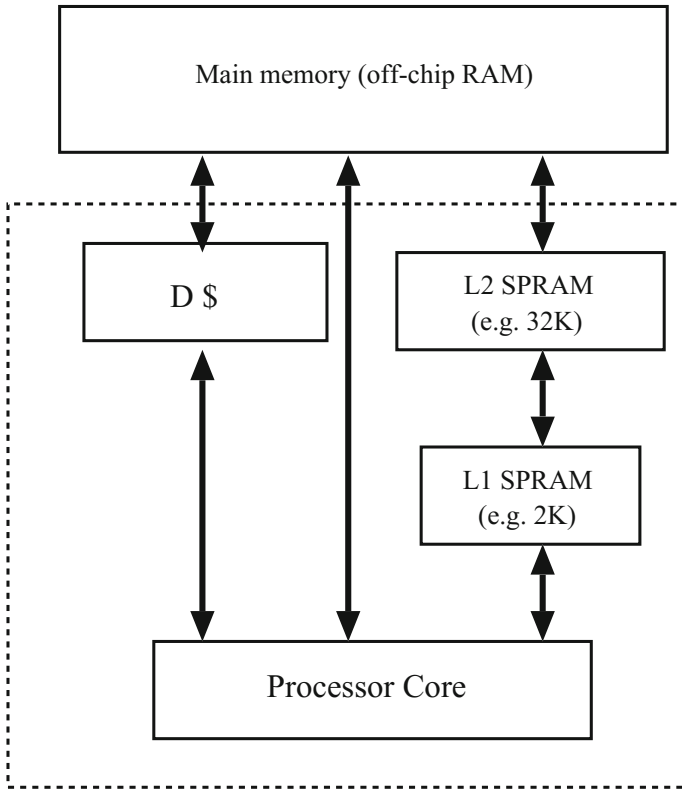 Main memory (off-chip RAM)
D $
L2 SPRAM
(e.g. 32K)
L1 SPRAM
(e.g. 2K)
Processor Core